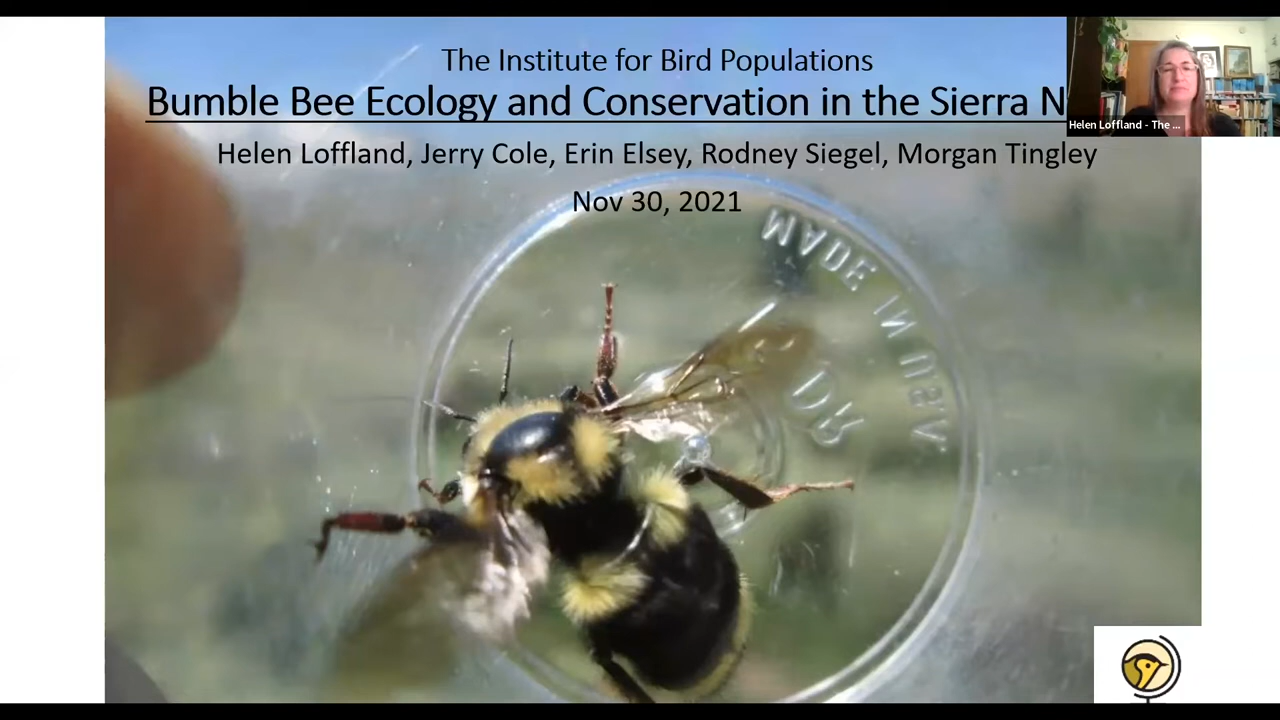 The Institute for Bird Populations
Bumble Bee Ecology and Conservation in the Sierra N
Helen Loffland, Jerry Cole, Erin Elsey, Rodney Siegel, Morgan Tingley
Nov 30, 2021
Helen Loffland - The ...
MADE IN USA
DR